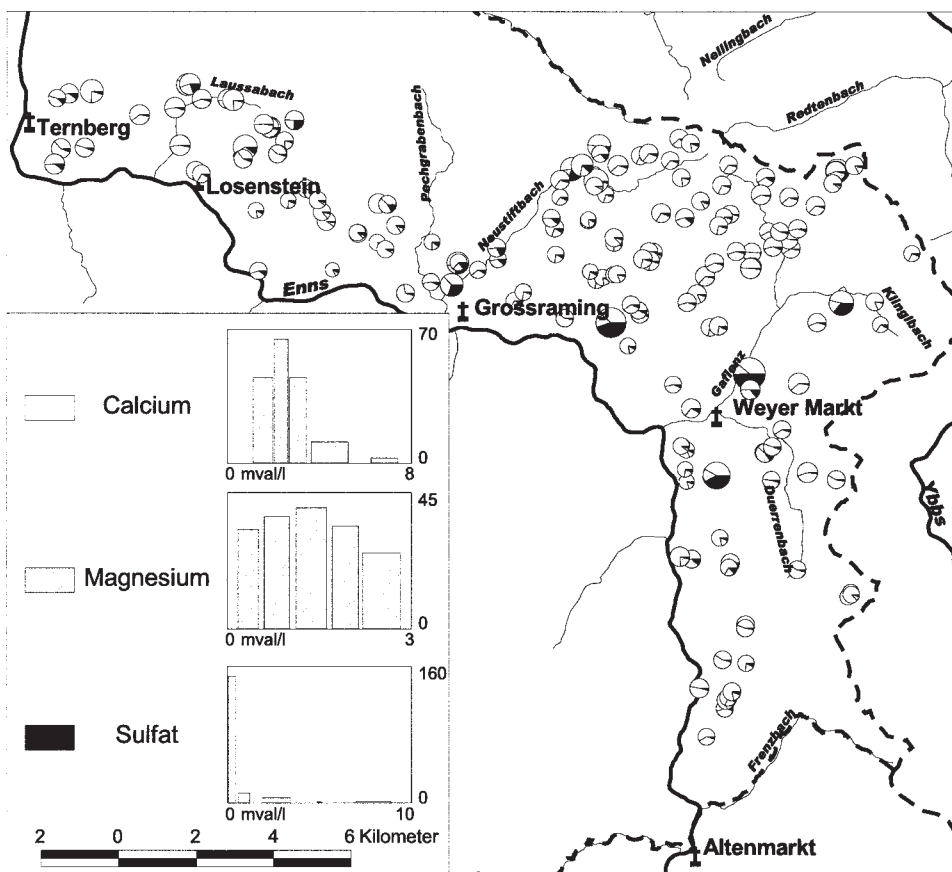 Nellingbach
Laussabach
Redtenbach
Pechgrabenbach
Ternberg
Losenstein
Neustiftbach
Enns
Grossraming
Klinglbach
Gaflenz
Weyer Markt
Ybbs
Duerrenbach
Frenzbach
Altenmarkt
Calcium
70
0
0 mval/l 8
Magnesium
45
0
0 mval/l 3
Sulfat
160
0
0 mval/l 10
2 0 2 4 6 Kilometer